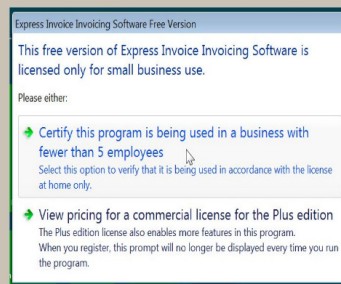 Express Invoice Invoicing Software Free Version
This free version of Express Invoice Invoicing Software is
licensed only for small business use.
Please either:
Certify this program is being used in a business with
fewer than 5 employees
Select this option to verify that it is being used in accordance with the license
at home only.
View pricing for a commercial license for the Plus edition
The Plus edition license also enables more features in this program.
When you register, this prompt will no longer be displayed every time you run
the program.